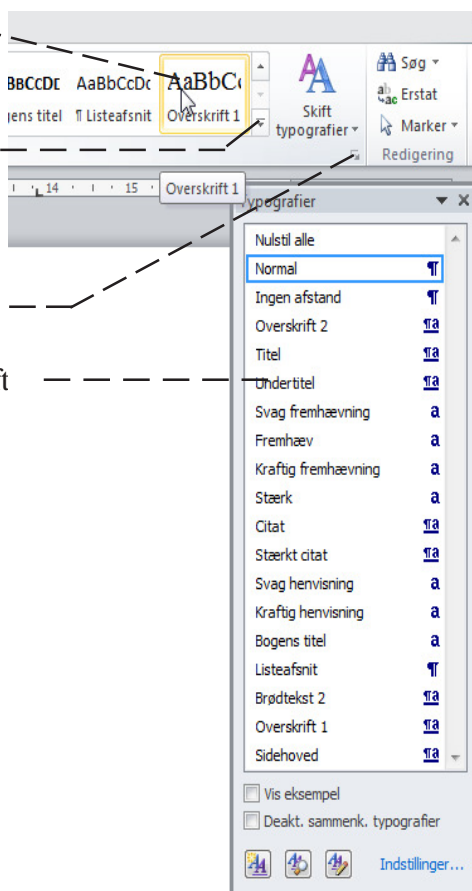 BBCCDE AaBbCcDc AaBbCc
gens titel ¶ Listeafsnit Overskrift 1
Skift
typografier
Søg
Erstat
Marker
Redigering
14 15
Overskrift 1
Typografier
Nulstil alle
Normal ¶
Ingen afstand ¶
Overskrift 2 ¶a
Titel ¶a
Undertitel ¶a
Svag fremhævning a
Fremhæv a
Kraftig fremhævning a
Stærk a
Citat ¶a
Stærkt citat ¶a
Svag henvisning a
Kraftig henvisning a
Bogens titel a
Listeafsnit ¶
Brødtekst 2 ¶a
Overskrift 1 ¶a
Sidehoved ¶a
Vis eksempel
Deakt. sammenk. typografier
Indstillinger...